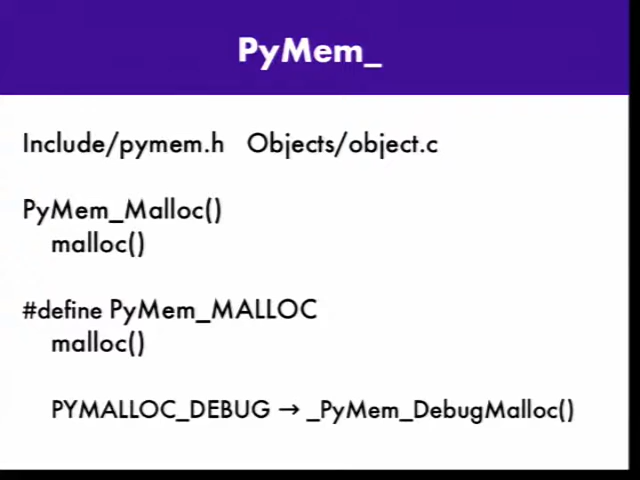 PyMem_
Include/pymem.h Objects/object.c
PyMem_Malloc()
malloc()
#define PyMem_MALLOC
malloc()
PYMALLOC_DEBUG → _PyMem_DebugMalloc()